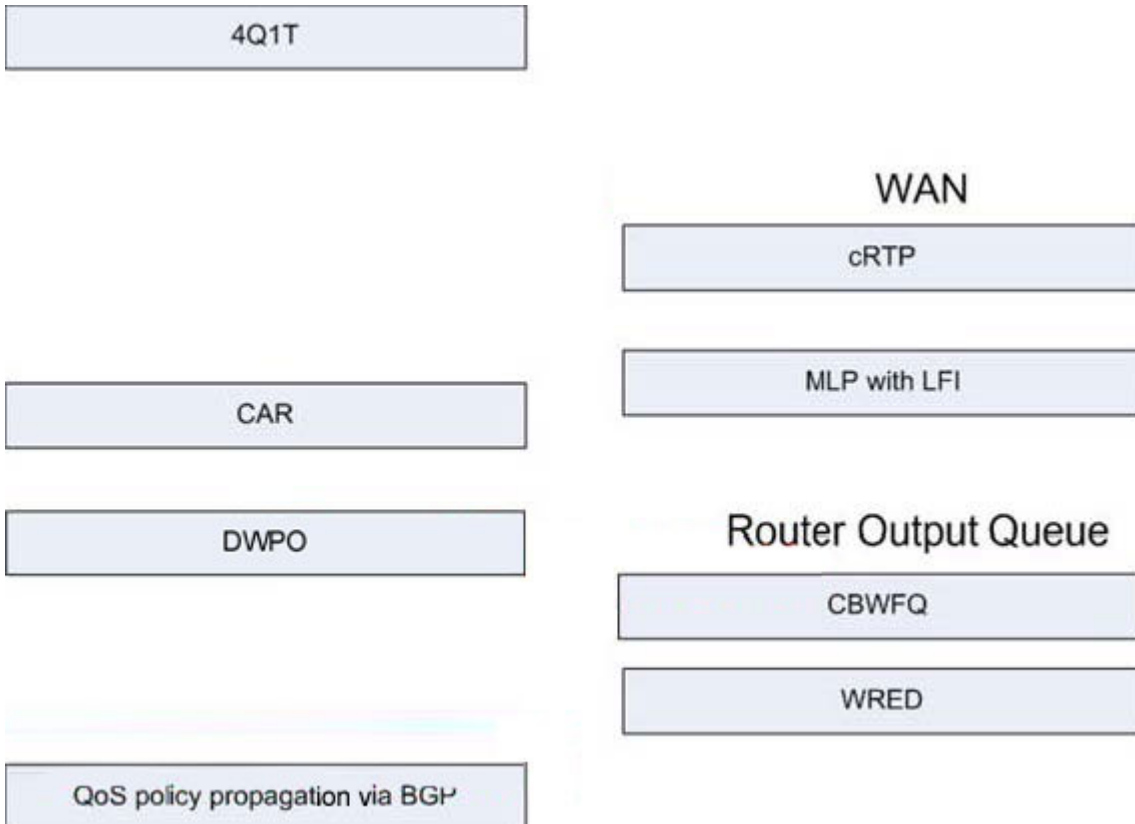 4Q1T
CAR
DWPO
QoS policy propagation via BGP
WAN
cRTP
MLP with LFI
Router Output Queue
CBWFQ
WRED